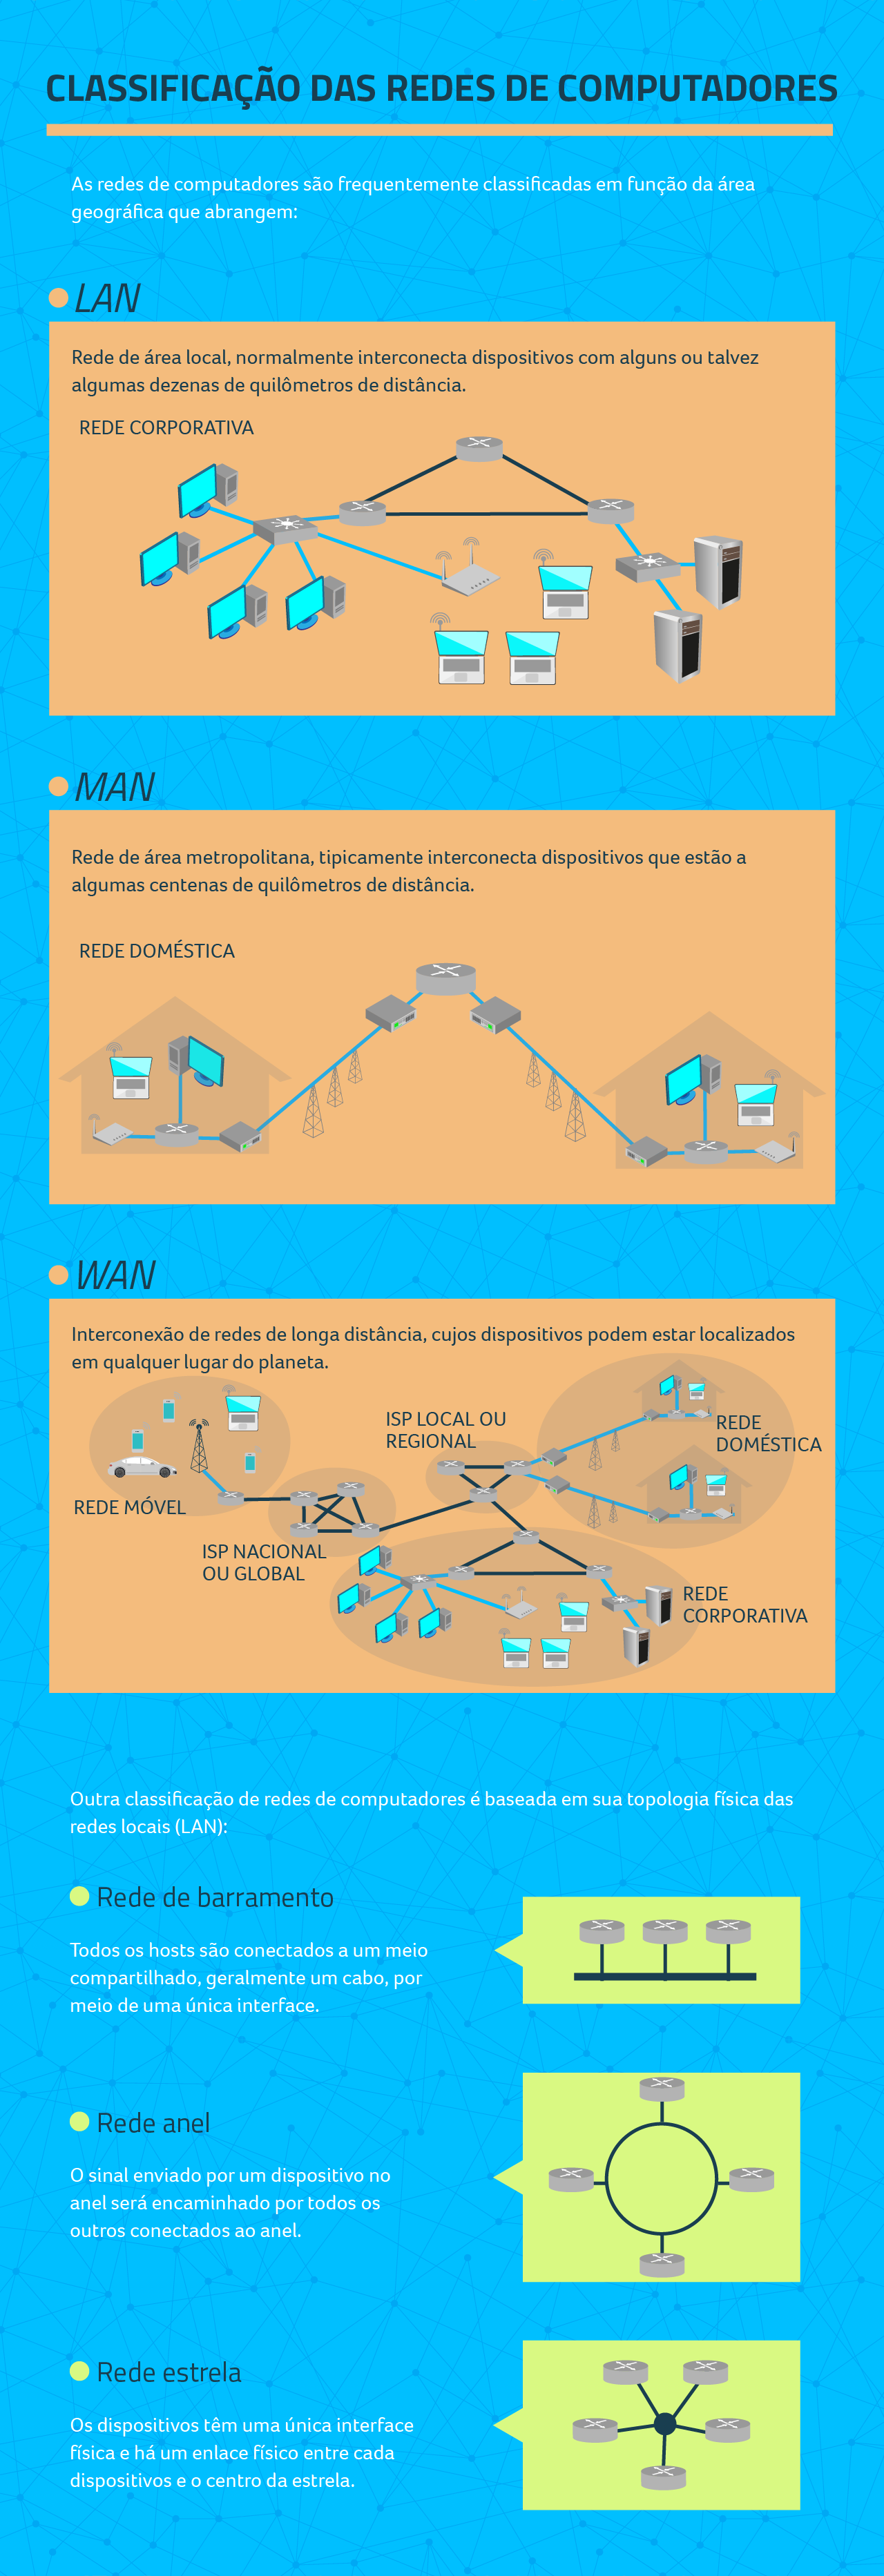 CLASSIFICAÇÃO DAS REDES DE COMPUTADORES
As redes de computadores são frequentemente classificadas em função da área
geográfica que abrangem:
LAN
Rede de área local, normalmente interconecta dispositivos com alguns ou talvez
algumas dezenas de quilômetros de distância.
REDE CORPORATIVA
MAN
Rede de área metropolitana, tipicamente interconecta dispositivos que estão a
algumas centenas de quilômetros de distância.
REDE DOMÉSTICA
WAN
Interconexão de redes de longa distância, cujos dispositivos podem estar localizados
em qualquer lugar do planeta.
ISP LOCAL OU
REGIONAL
REDE
DOMÉSTICA
REDE MÓVEL
ISP NACIONAL
OU GLOBAL
REDE
CORPORATIVA
Outra classificação de redes de computadores é baseada em sua topologia física das
redes locais (LAN):
Rede de barramento
Todos os hosts são conectados a um meio
compartilhado, geralmente um cabo, por
meio de uma única interface.
Rede anel
O sinal enviado por um dispositivo no
anel será encaminhado por todos os
outros conectados ao anel.
Rede estrela
Os dispositivos têm uma única interface
física e há um enlace físico entre cada
dispositivos e o centro da estrela.